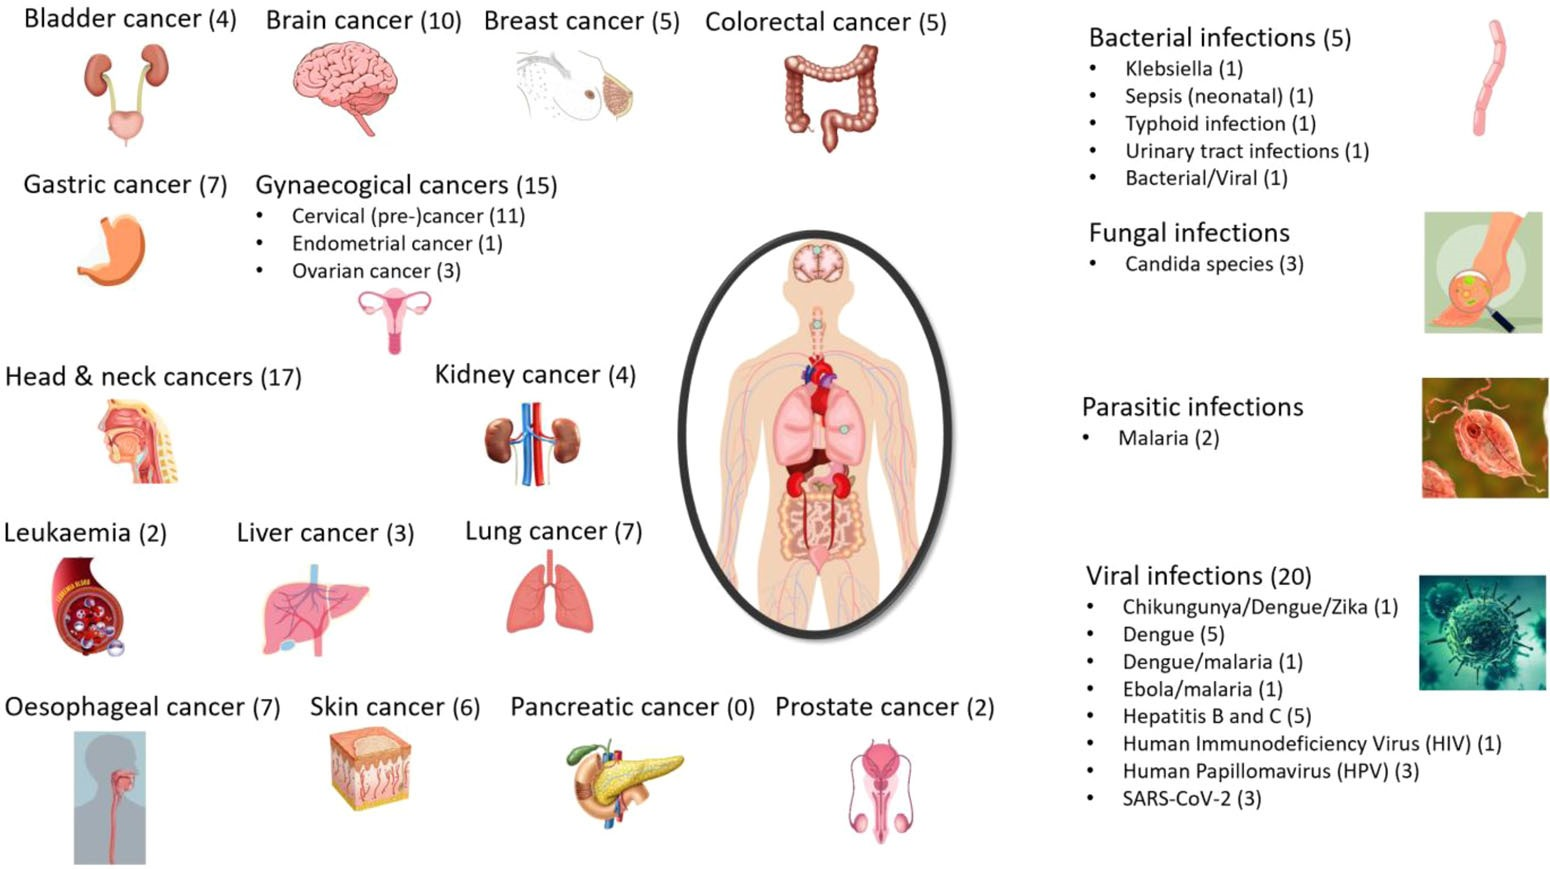 Bladder cancer (4)
Brain cancer (10)
Breast cancer (5)
Colorectal cancer (5)
Gastric cancer (7)
Gynaecogical cancers (15)
• Cervical (pre-)cancer (11)
• Endometrial cancer (1)
• Ovarian cancer (3)
Head & neck cancers (17)
Kidney cancer (4)
Leukaemia (2)
Liver cancer (3)
Lung cancer (7)
Oesophageal cancer (7)
Skin cancer (6)
Pancreatic cancer (0)
Prostate cancer (2)
Bacterial infections (5)
• Klebsiella (1)
• Sepsis (neonatal) (1)
• Typhoid infection (1)
• Urinary tract infections (1)
• Bacterial/Viral (1)
Fungal infections
• Candida species (3)
Parasitic infections
• Malaria (2)
Viral infections (20)
• Chikungunya/Dengue/Zika (1)
• Dengue (5)
• Dengue/malaria (1)
• Ebola/malaria (1)
• Hepatitis B and C (5)
• Human Immunodeficiency Virus (HIV) (1)
• Human Papillomavirus (HPV) (3)
• SARS-CoV-2 (3)